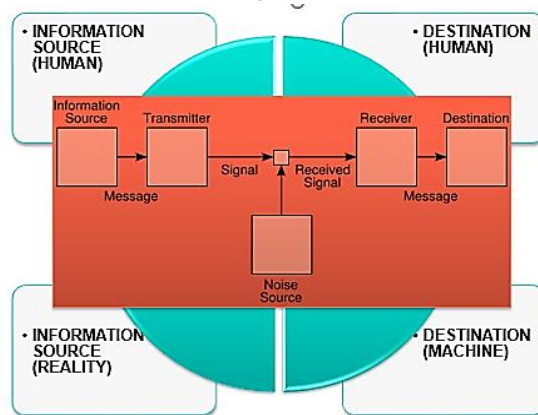 • INFORMATION
SOURCE
(HUMAN)
• DESTINATION
(HUMAN)
Information
Source
Transmitter
Receiver
Destination
Signal
Received
Signal
Message
Message
Noise
Source
• INFORMATION
SOURCE
(REALITY)
• DESTINATION
(MACHINE)